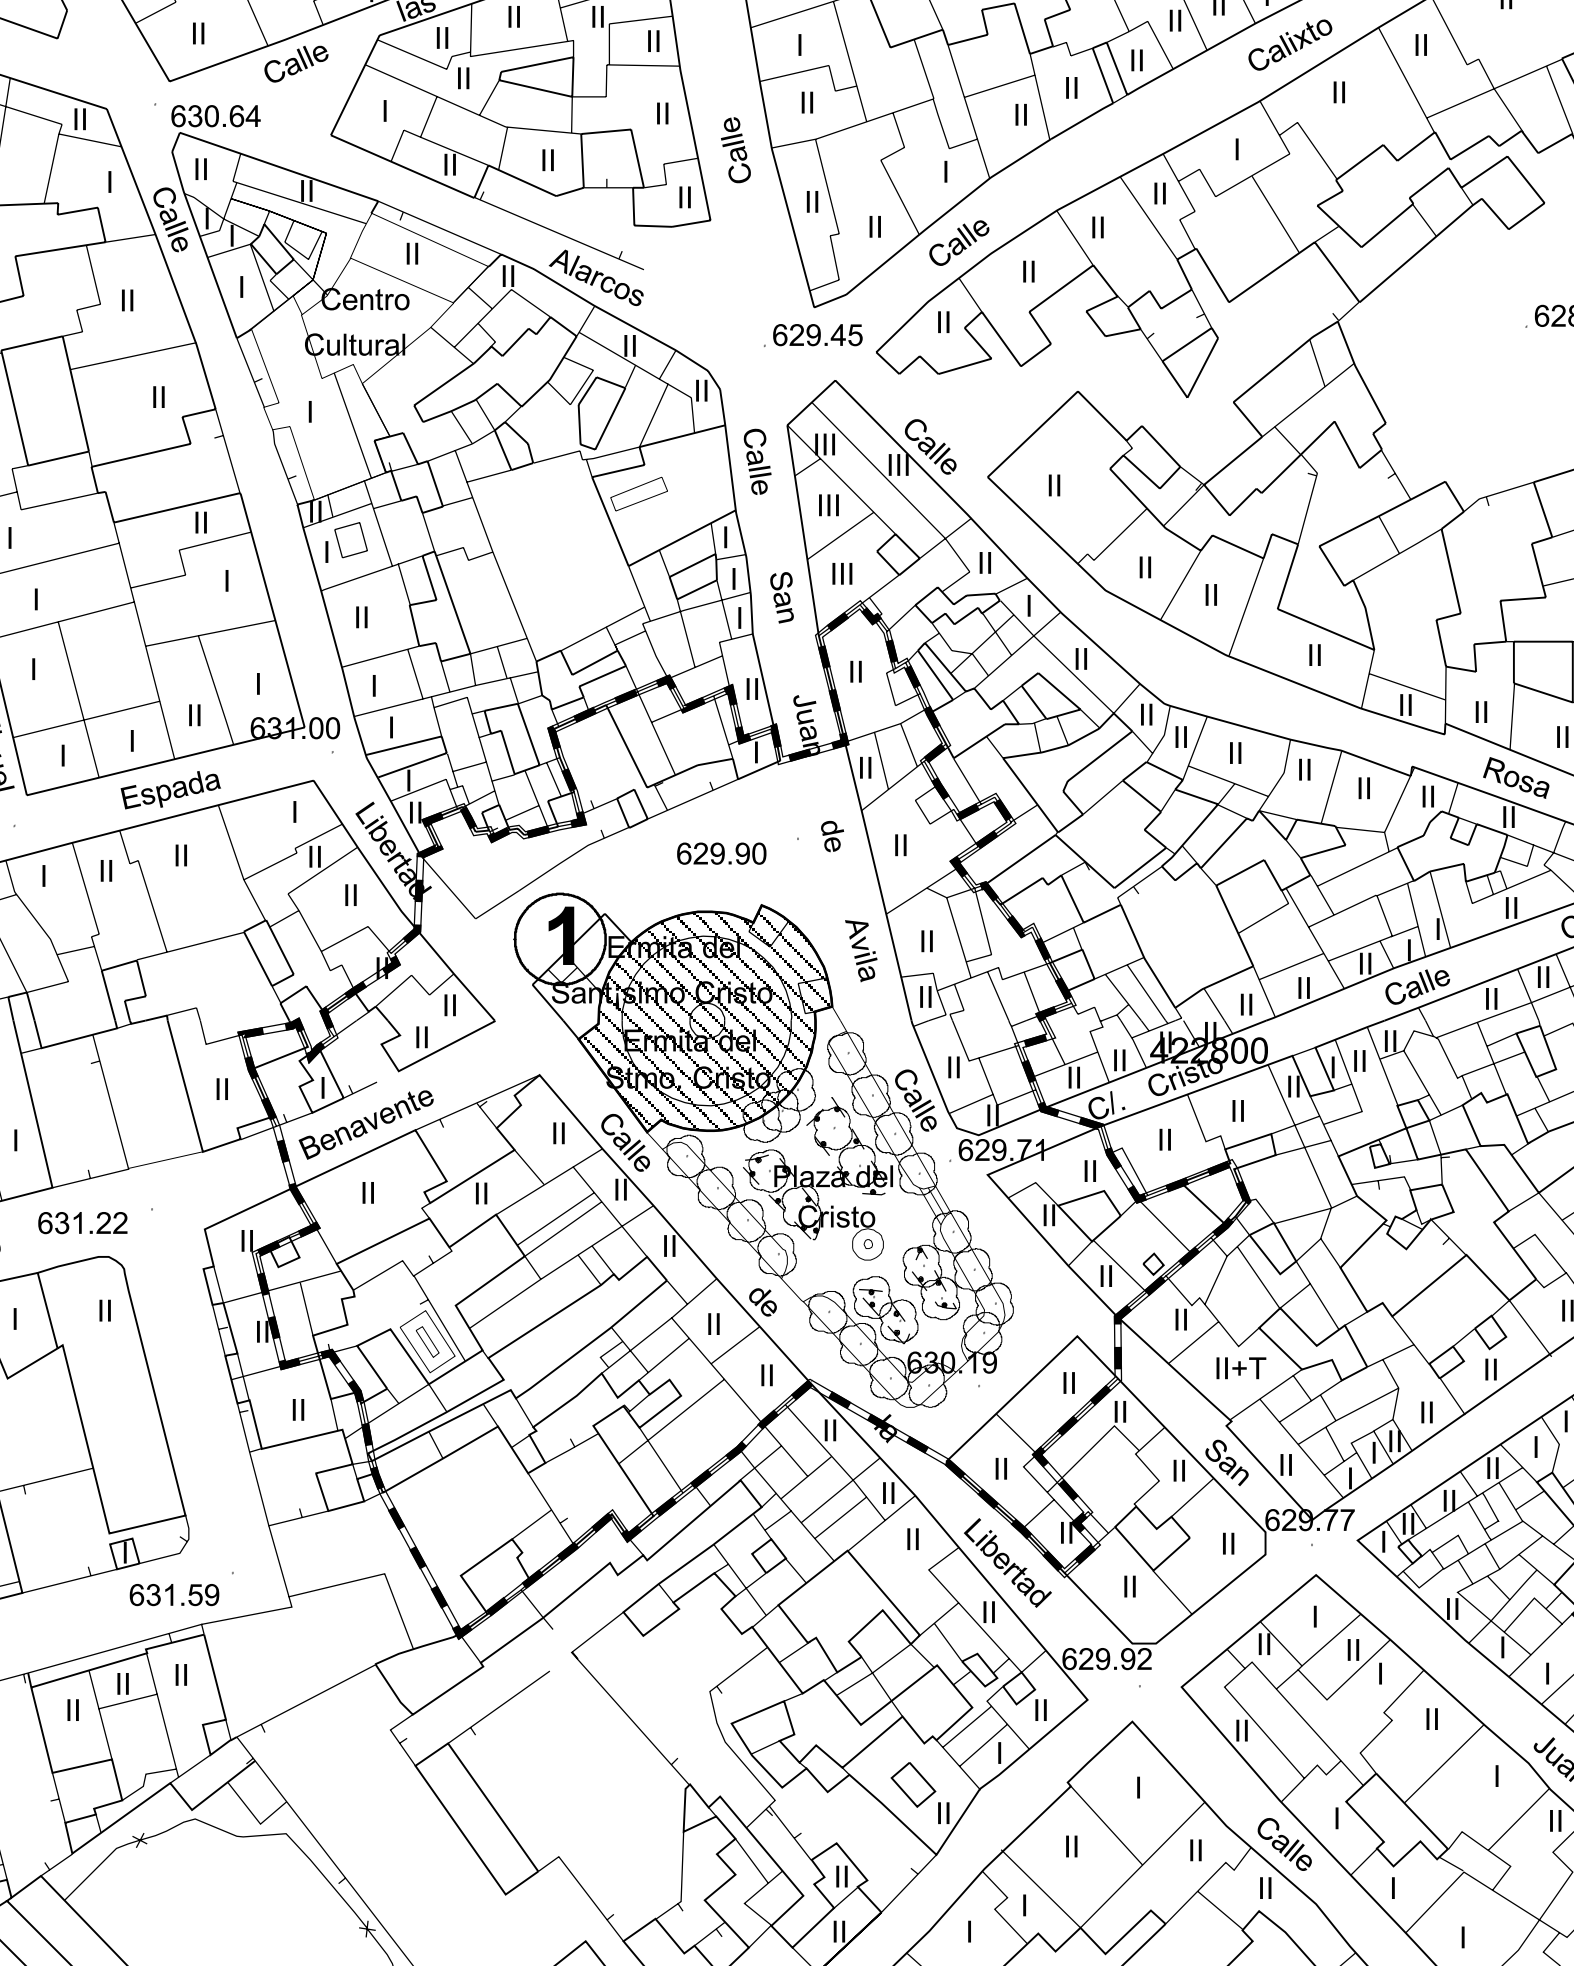 las
Calle
630.64
Calle
Calle
Calixto
Calle
Alarcos
Centro
Cultural
629.45
628
Calle
Calle
San
Juan
de
Avila
631.00
Espada
Libertad
Rosa
629.90
1
Ermita del
Santísimo Cristo
Ermita del
Stmo. Cristo
Calle
422800
C/. Cristo
Calle
Benavente
Calle
de
la
Libertad
629.71
Plaza del
Cristo
631.22
630.19
II+T
San
629.77
631.59
629.92
Juan
Calle
I
II
III